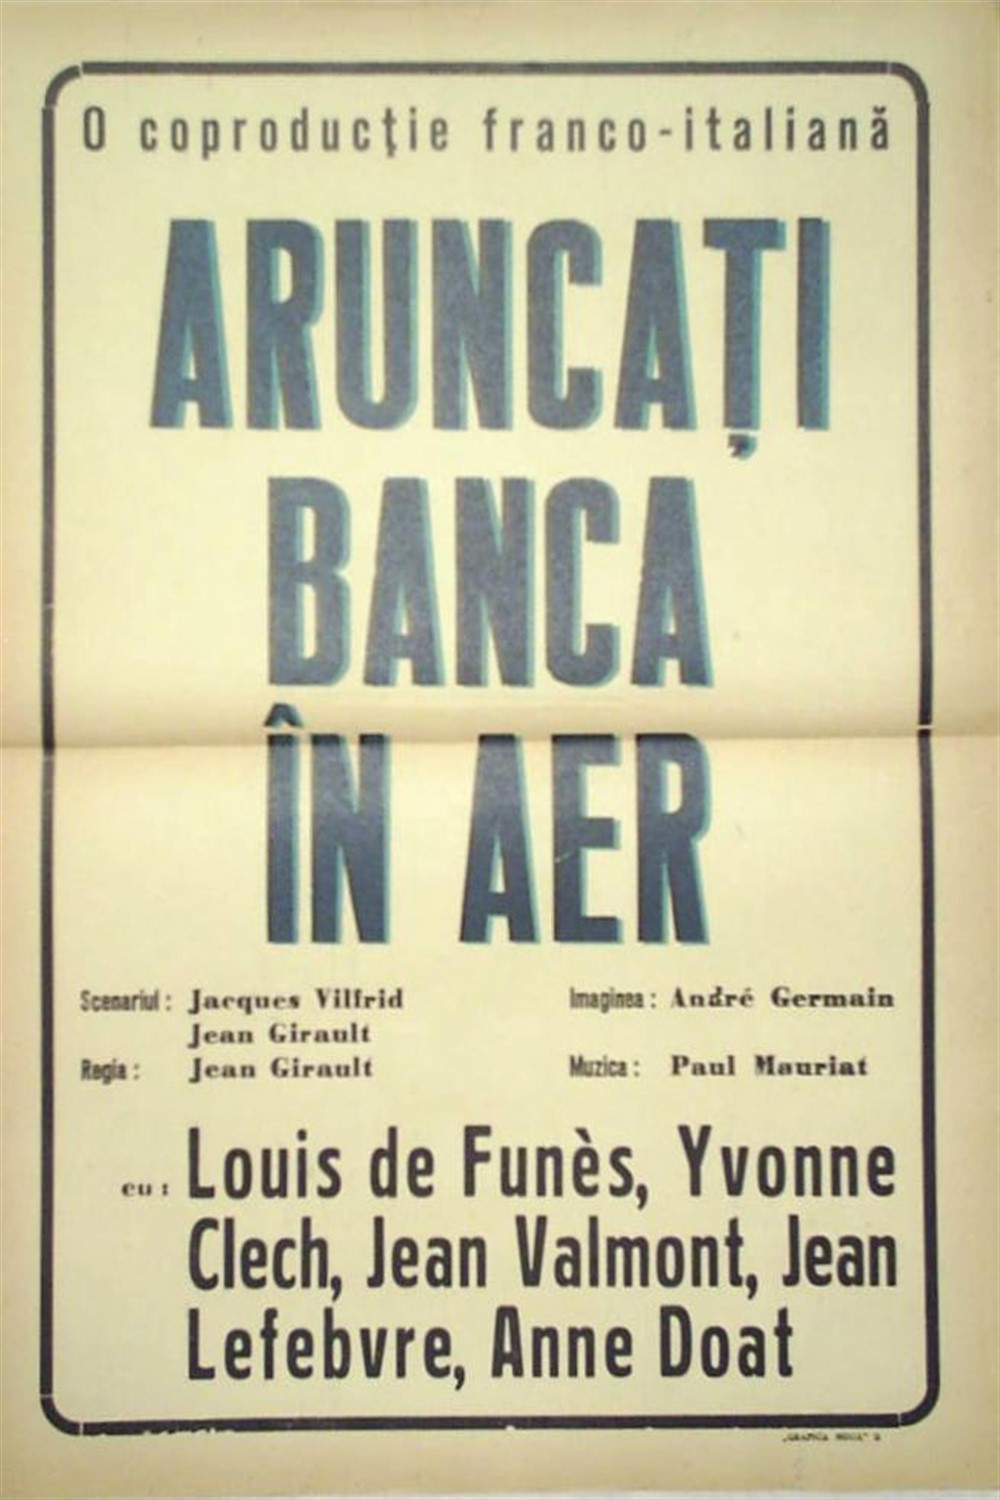 O coproducţie franco-italiană
ARUNCAȚI
BANCA
ÎN AER
Scenariul: Jacques Vilfrid
Jean Girault
Regia: Jean Girault
Imaginea: André Germain
Muzica: Paul Mauriat
cu: Louis de Funès, Yvonne
Clech, Jean Valmont, Jean
Lefebvre, Anne Doat